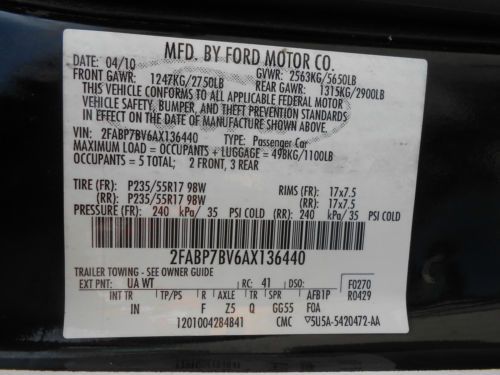 MFD. BY FORD MOTOR CO.
DATE: 04/10 GVWR: 2563KG/5650LB
FRONT GAWR: 1247KG/2750LB REAR GAWR: 1315KG/2900LB
THIS VEHICLE CONFORMS TO ALL APPLICABLE FEDERAL MOTOR
VEHICLE SAFETY, BUMPER, AND THEFT PREVENTION STANDARDS
IN EFFECT ON THE DATE OF MANUFACTURE SHOWN ABOVE.
VIN: 2FABP7BV6AX136440 TYPE: Passenger Car
MAXIMUM LOAD = OCCUPANTS + LUGGAGE = 498KG/1100LB
OCCUPANTS = 5 TOTAL; 2 FRONT, 3 REAR
TIRE (FR): P235/55R17 98W RIMS (FR): 17x7.5
(RR): P235/55R17 98W (RR): 17x7.5
PRESSURE (FR): 240 kPa/ 35 PSI COLD (RR): 240 kPa/ 35 PSI COLD
2FABP7BV6AX136440
TRAILER TOWING - SEE OWNER GUIDE
EXT PNT: UA WT RC: 41 DSO: F0270
INT TR TP/PS R AXLE TR SPR AFB1P R0429
IN F Z5 Q GG55 F0A
1201004284841 CMC ▽5U5A-5420472-AA